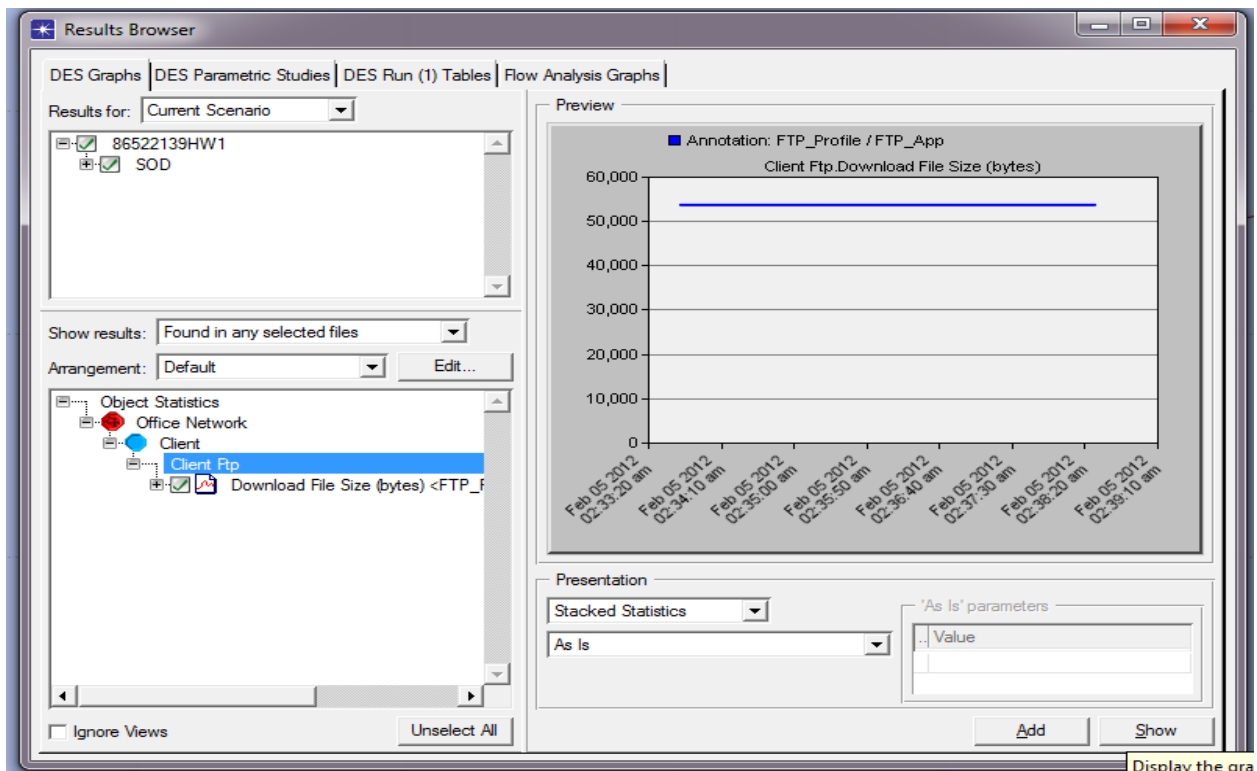 Results Browser
DES Graphs DES Parametric Studies DES Run (1) Tables Flow Analysis Graphs
Results for: Current Scenario
86522139HW1
SOD
Show results: Found in any selected files
Arrangement: Default Edit...
Object Statistics
Office Network
Client
Client Ftp
Download File Size (bytes) <FTP_F
Ignore Views Unselect All
Preview
Annotation: FTP_Profile / FTP_App
Client Ftp.Download File Size (bytes)
60,000
50,000
40,000
30,000
20,000
10,000
0
Feb 05 2012
02:33:20 am
Feb 05 2012
02:34:10 am
Feb 05 2012
02:35:00 am
Feb 05 2012
02:35:50 am
Feb 05 2012
02:36:40 am
Feb 05 2012
02:37:30 am
Feb 05 2012
02:38:20 am
Feb 05 2012
02:39:10 am
Presentation
Stacked Statistics
As Is
'As Is' parameters
.. Value
Add Show
Display the gra